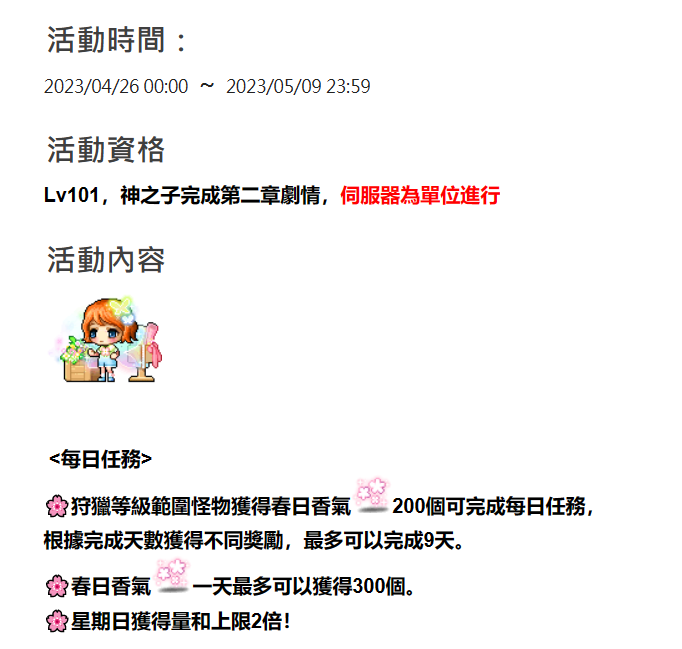 活動時間：
2023/04/26 00:00 ~ 2023/05/09 23:59
活動資格
Lv101，神之子完成第二章劇情，伺服器為單位進行
活動內容
<每日任務>
狩獵等級範圍怪物獲得春日香氣200個可完成每日任務，
根據完成天數獲得不同獎勵，最多可以完成9天。
春日香氣一天最多可以獲得300個。
星期日獲得量和上限2倍！